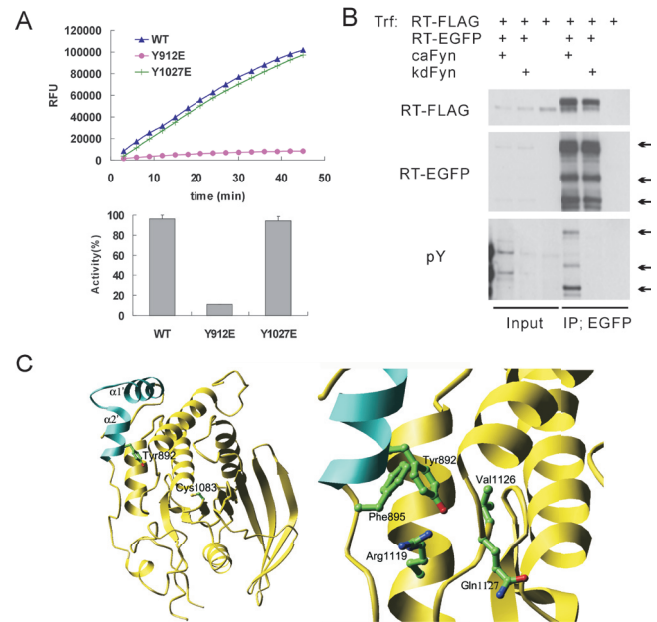 A
120000
100000
80000
60000
40000
20000
0
RFU
WT
Y912E
Y1027E
0 10 20 30 40 50
time (min)
100
80
60
40
20
0
Activity(%)
WT Y912E Y1027E
B
Trf: RT-FLAG + + + + + +
RT-EGFP + + + +
caFyn + +
kdFyn + +
RT-FLAG
RT-EGFP
pY
Input IP; EGFP
C
α1'
α2'
Tyr892
Cys1083
Tyr892
Val1126
Phe895
Arg1119
Gln1127